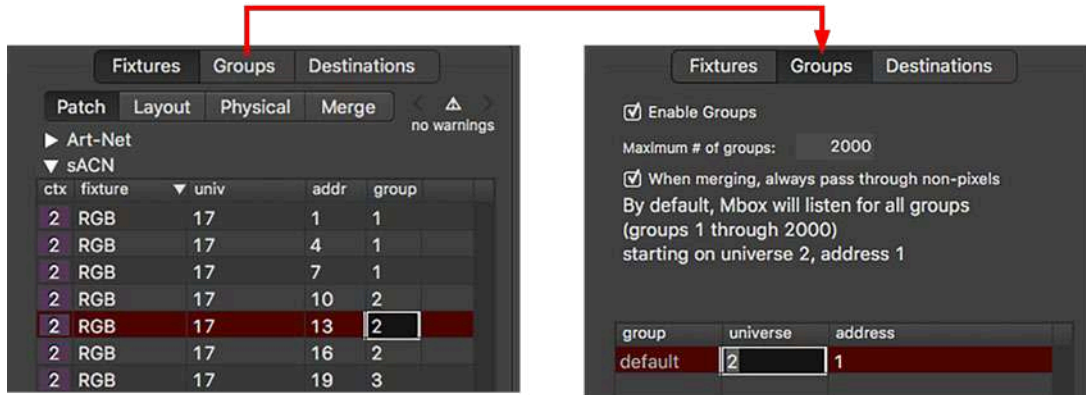 Fixtures Groups Destinations
Patch Layout Physical Merge
no warnings
▶ Art-Net
▼ sACN
ctx fixture ▼ univ addr group
2 RGB 17 1 1
2 RGB 17 4 1
2 RGB 17 7 1
2 RGB 17 10 2
2 RGB 17 13 2
2 RGB 17 16 2
2 RGB 17 19 3
Fixtures Groups Destinations
Enable Groups
Maximum # of groups: 2000
When merging, always pass through non-pixels
By default, Mbox will listen for all groups
(groups 1 through 2000)
starting on universe 2, address 1
group universe address
default 2 1